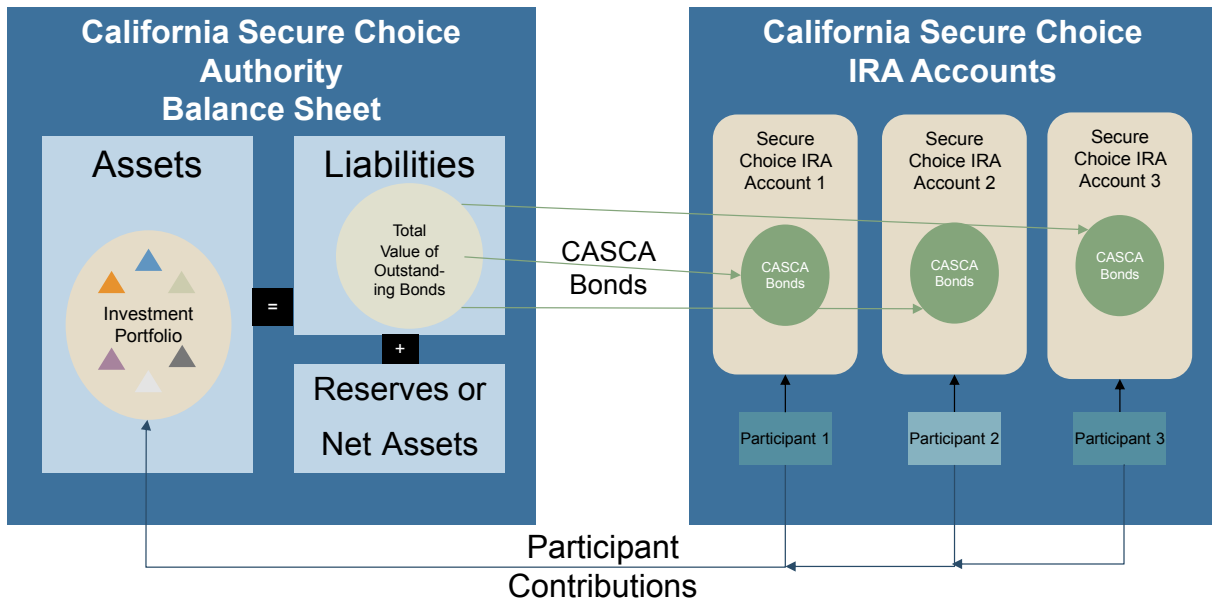 California Secure Choice
Authority
Balance Sheet
Assets
Investment
Portfolio
=
Liabilities
Total
Value of
Outstand-
ing Bonds
+
Reserves or
Net Assets
CASCA
Bonds
California Secure Choice
IRA Accounts
Secure
Choice IRA
Account 1
CASCA
Bonds
Participant 1
Secure
Choice IRA
Account 2
CASCA
Bonds
Participant 2
Secure
Choice IRA
Account 3
CASCA
Bonds
Participant 3
Participant
Contributions